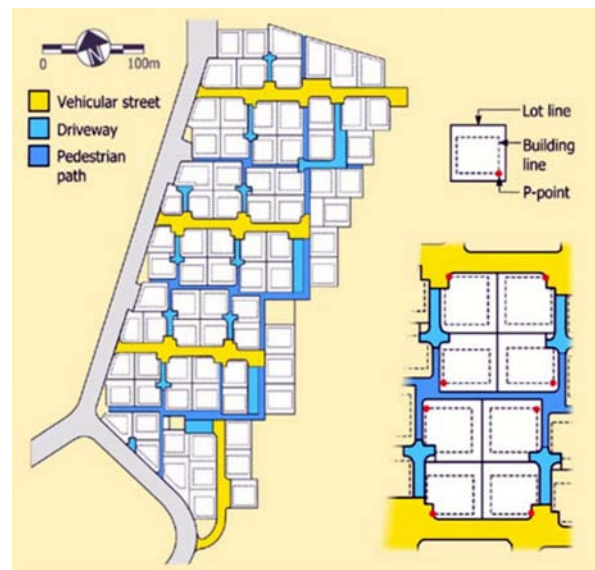 N
0
100m
Vehicular street
Driveway
Pedestrian
path
Lot line
Building
line
P-point